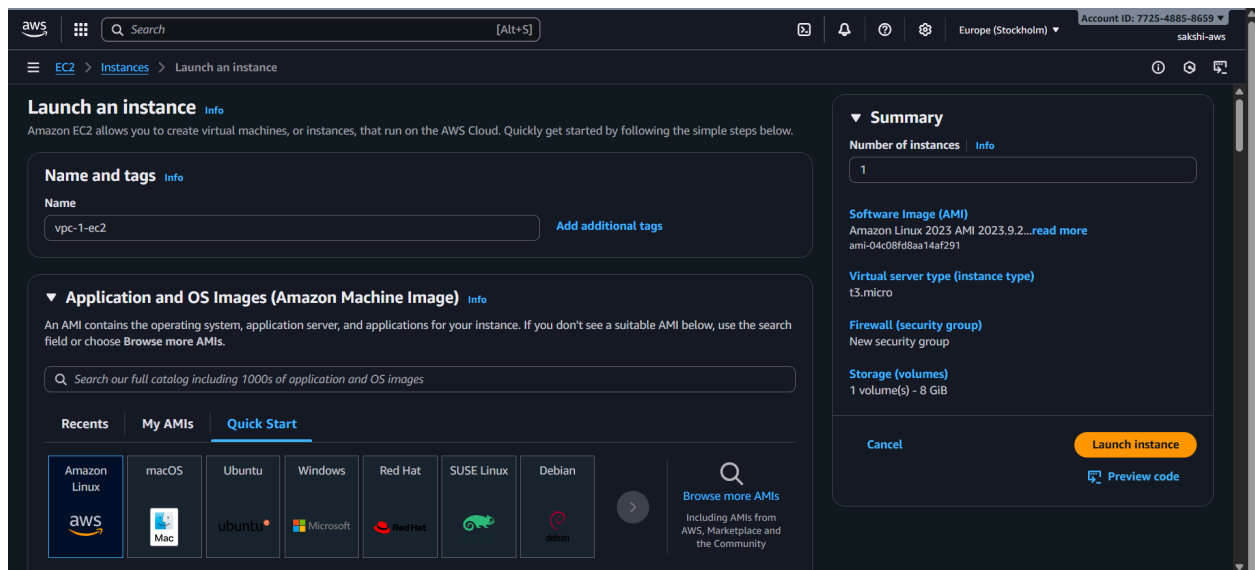 aws
Search [Alt+S]
Europe (Stockholm) ▼
Account ID: 7725-4885-8659 ▼
sakshi-aws
EC2 > Instances > Launch an instance
Launch an instance Info
Amazon EC2 allows you to create virtual machines, or instances, that run on the AWS Cloud. Quickly get started by following the simple steps below.
Name and tags Info
Name
vpc-1-ec2
Add additional tags
▼ Application and OS Images (Amazon Machine Image) Info
An AMI contains the operating system, application server, and applications for your instance. If you don't see a suitable AMI below, use the search
field or choose Browse more AMIs.
Search our full catalog including 1000s of application and OS images
Recents
My AMIs
Quick Start
Amazon
Linux
aws
macOS
Mac
Ubuntu
ubuntu
Windows
Microsoft
Red Hat
Red Hat
SUSE Linux
Debian
debian
Browse more AMIs
Including AMIs from
AWS, Marketplace and
the Community
▼ Summary
Number of instances Info
1
Software Image (AMI)
Amazon Linux 2023 AMI 2023.9.2...read more
ami-04c08fd8aa14af291
Virtual server type (instance type)
t3.micro
Firewall (security group)
New security group
Storage (volumes)
1 volume(s) - 8 GiB
Cancel
Launch instance
Preview code